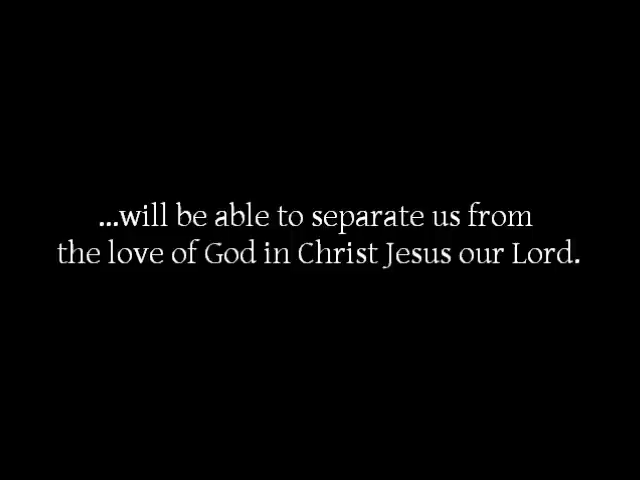 ...will be able to separate us from
the love of God in Christ Jesus our Lord.